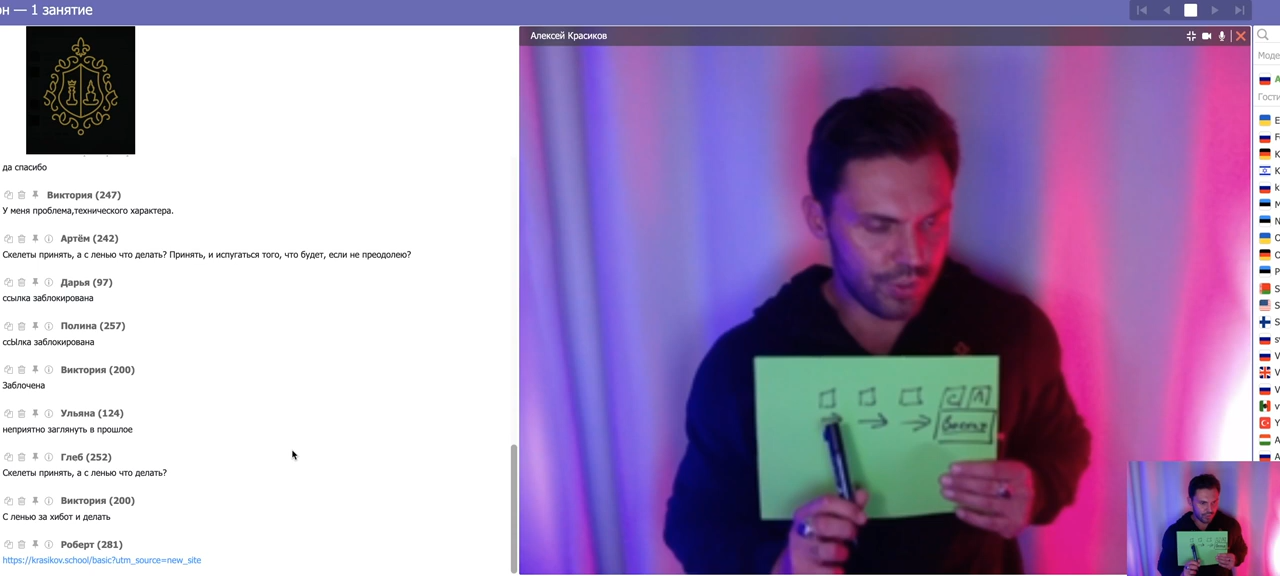 он — 1 занятие
Алексей Красиков
да спасибо
Виктория (247)
У меня проблема,технического характера.
Артём (242)
Скелеты принять, а с ленью что делать? Принять, и испугаться того, что будет, если не преодолею?
Дарья (97)
ссылка заблокирована
Полина (257)
ссЫлка заблокирована
Виктория (200)
Заблочена
Ульяна (124)
неприятно заглянуть в прошлое
Глеб (252)
Скелеты принять, а с ленью что делать?
Виктория (200)
С ленью за хибот и делать
Роберт (281)
https://krasikov.school/basic?utm_source=new_site
Моде
Гости